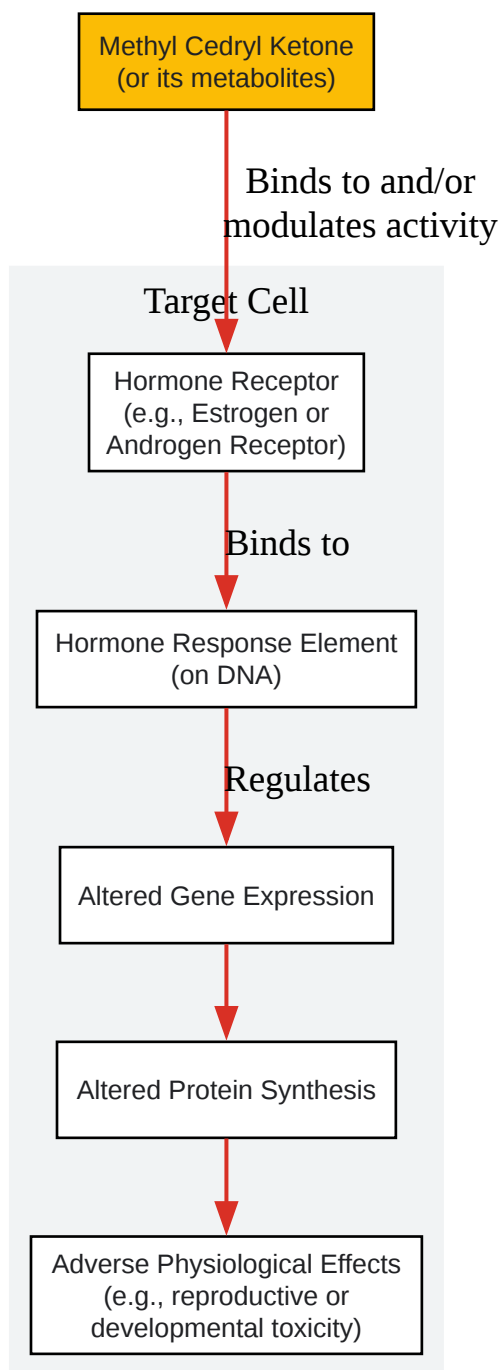 Methyl Cedryl Ketone
(or its metabolites)
Binds to and/or
modulates activity
Target Cell
Hormone Receptor
(e.g., Estrogen or
Androgen Receptor)
Binds to
Hormone Response Element
(on DNA)
Regulates
Altered Gene Expression
Altered Protein Synthesis
Adverse Physiological Effects
(e.g., reproductive or
developmental toxicity)